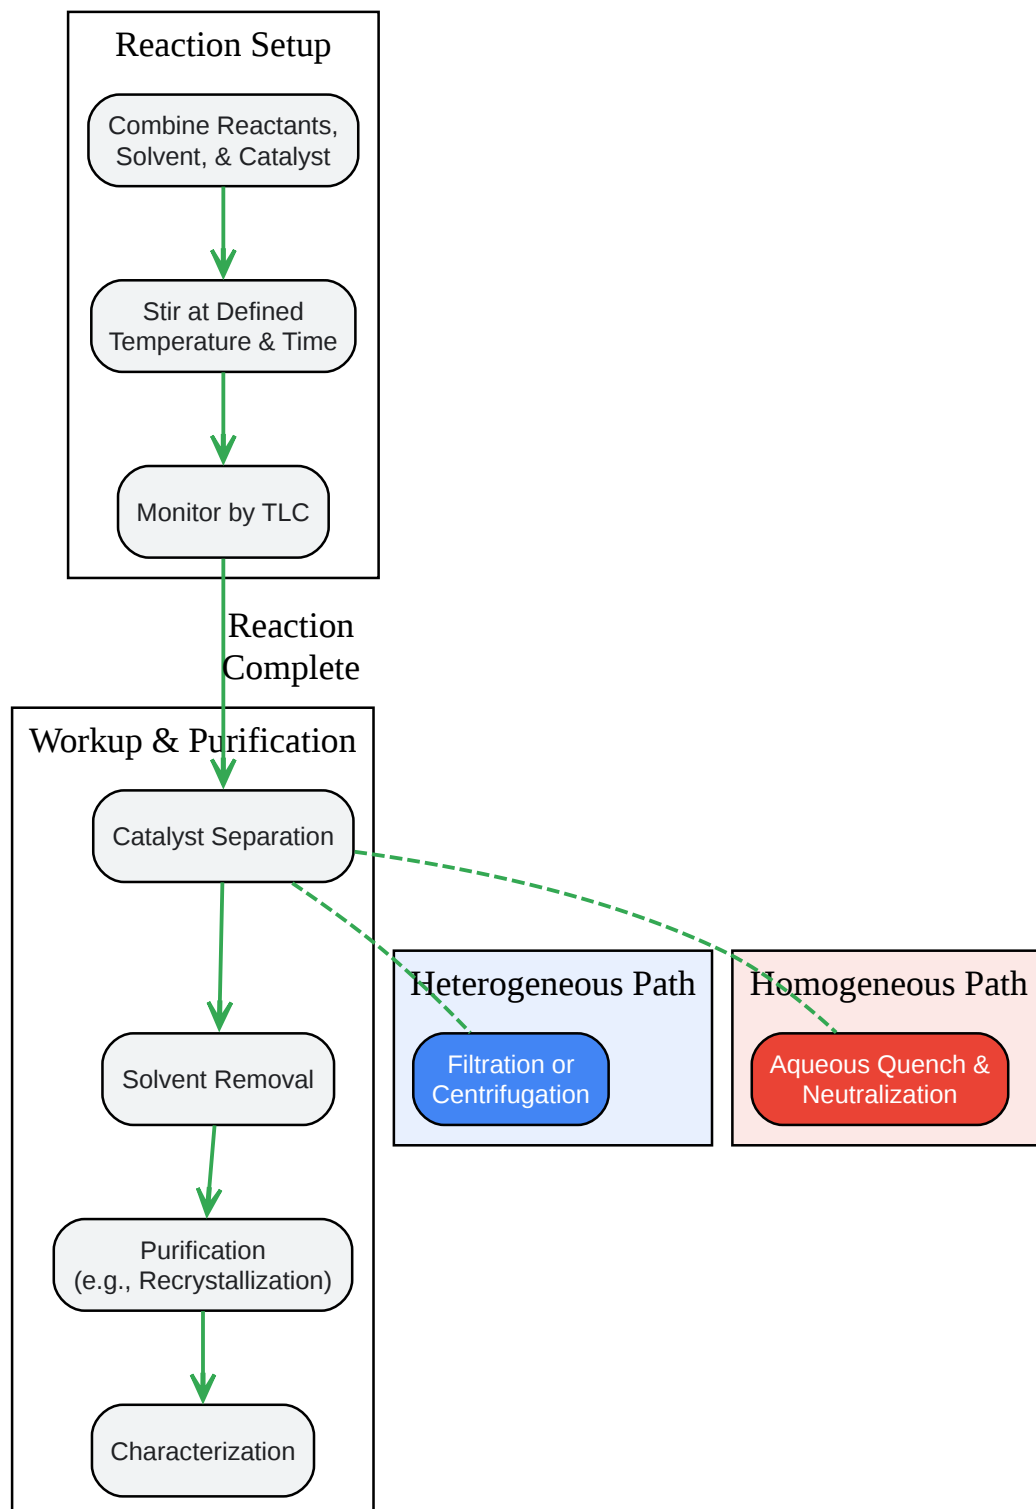 Reaction Setup
Combine Reactants,
Solvent, & Catalyst
Stir at Defined
Temperature & Time
Monitor by TLC
Reaction
Complete
Workup & Purification
Catalyst Separation
Heterogeneous Path
Filtration or
Centrifugation
Homogeneous Path
Aqueous Quench &
Neutralization
Solvent Removal
Purification
(e.g., Recrystallization)
Characterization